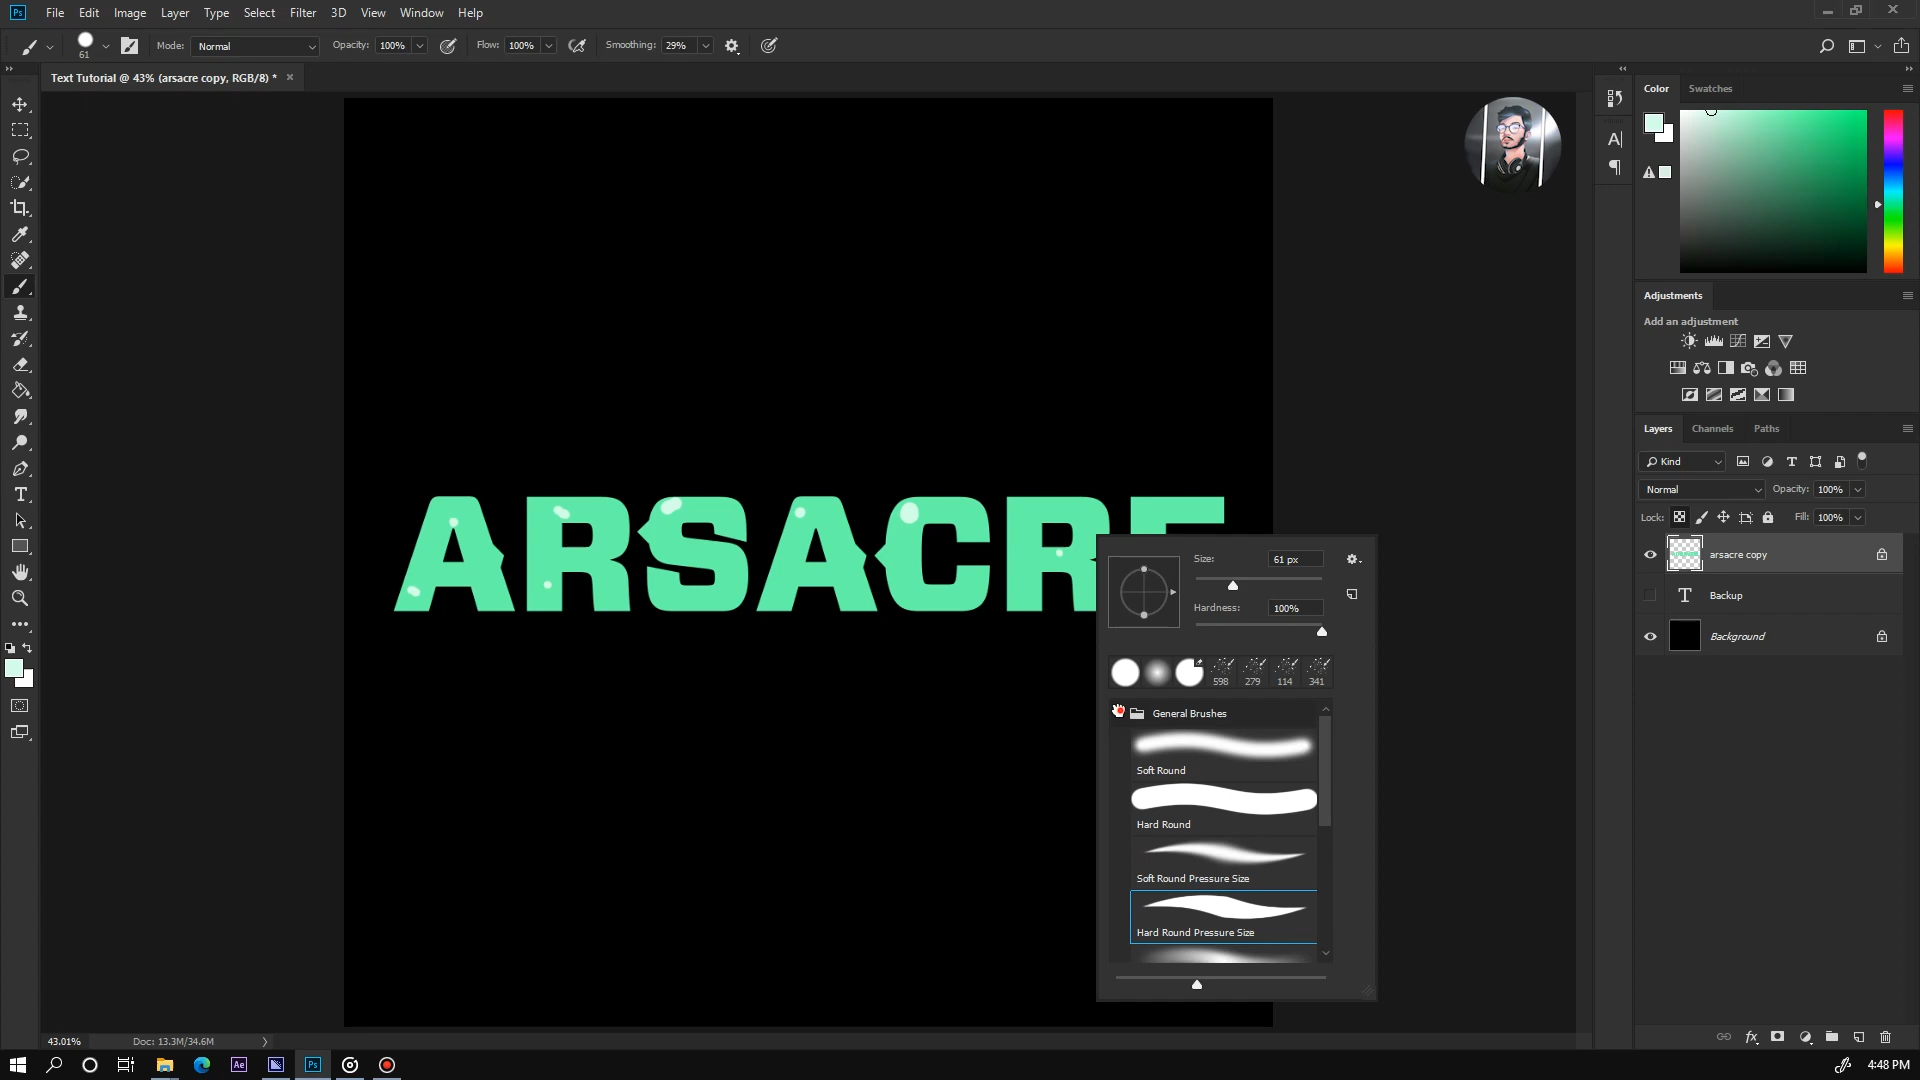 Ps File Edit Image Layer Type Select Filter 3D View Window Help
61 Mode: Normal Opacity: 100% Flow: 100% Smoothing: 29%
Text Tutorial @ 43% (arsacre copy, RGB/8) * ×
Color Swatches
Adjustments
Add an adjustment
Layers Channels Paths
Kind
Normal Opacity: 100%
Lock: Fill: 100%
arsacre copy
Backup
Background
ARSACRE
Size: 61 px
Hardness: 100%
598 279 114 341
General Brushes
Soft Round
Hard Round
Soft Round Pressure Size
Hard Round Pressure Size
43.01% Doc: 13.3M/34.6M
Ae Ps 4:48 PM